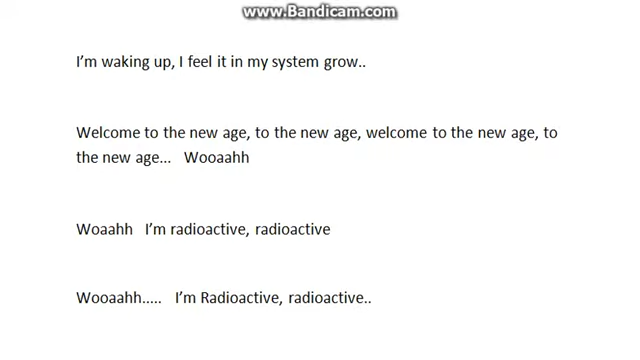 www.Bandicam.com
I'm waking up, I feel it in my system grow..
Welcome to the new age, to the new age, welcome to the new age, to
the new age... Wooaahh
Woaahh I'm radioactive, radioactive
Wooaahh..... I'm Radioactive, radioactive..